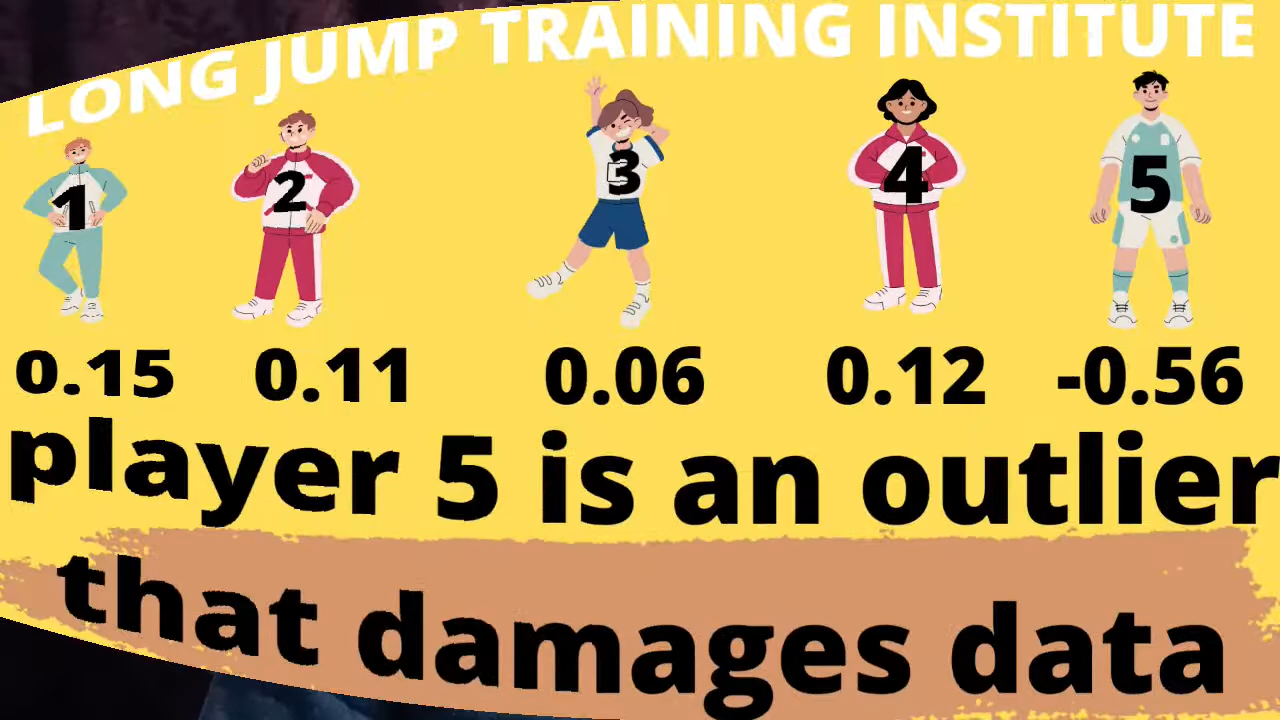 LONG JUMP TRAINING INSTITUTE
1 2 3 4 5
0.15 0.11 0.06 0.12 -0.56
player 5 is an outlier
that damages data